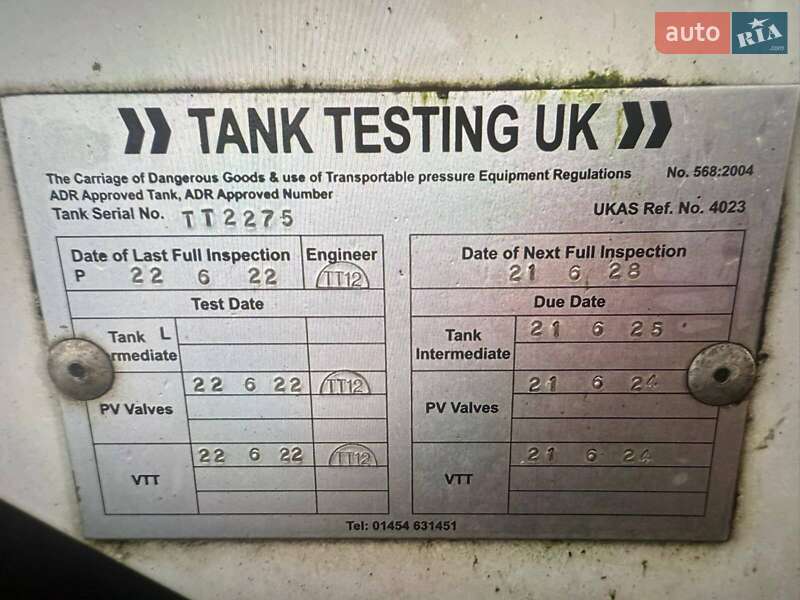 auto RIA .com
TANK TESTING UK
The Carriage of Dangerous Goods & use of Transportable pressure Equipment Regulations No. 568:2004
ADR Approved Tank, ADR Approved Number
Tank Serial No. TT2275 UKAS Ref. No. 4023
Date of Last Full Inspection Engineer
P 22 6 22 TT12
Test Date
Tank L
rmediate
22 6 22 TT12
PV Valves
22 6 22 TT12
VTT
Date of Next Full Inspection
21 6 28
Due Date
21 6 25
Tank
Intermediate
21 6 24
PV Valves
21 6 24
VTT
Tel: 01454 631451